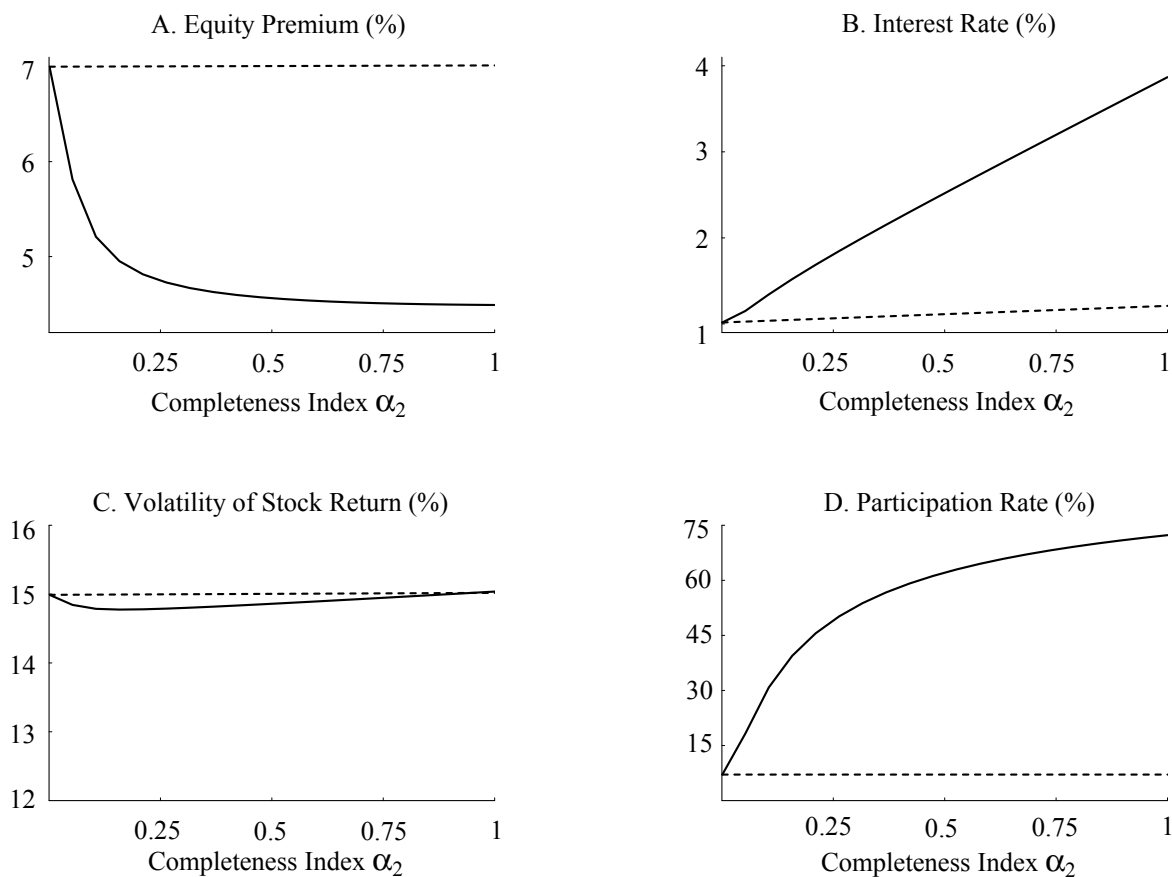 A. Equity Premium (%)
7
6
5
0.25 0.5 0.75 1
Completeness Index α2
B. Interest Rate (%)
4
3
2
1
0.25 0.5 0.75 1
Completeness Index α2
C. Volatility of Stock Return (%)
16
15
14
13
12
0.25 0.5 0.75 1
Completeness Index α2
D. Participation Rate (%)
75
60
45
30
15
0.25 0.5 0.75 1
Completeness Index α2